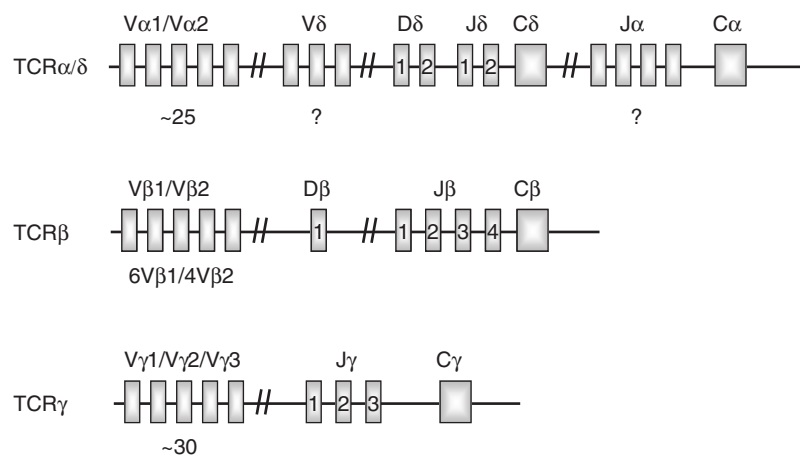 Vα1/Vα2 Vδ Dδ Jδ Cδ Jα Cα
TCRα/δ 1 2 1 2
~25 ? ?
Vβ1/Vβ2 Dβ Jβ Cβ
TCRβ 1 1 2 3 4
6Vβ1/4Vβ2
Vγ1/Vγ2/Vγ3 Jγ Cγ
TCRγ 1 2 3
~30